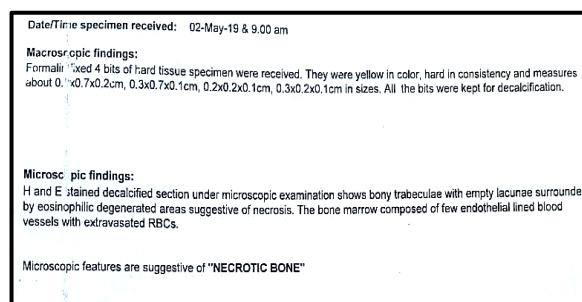 Date/Time specimen received: 02-May-19 & 9.00 am
Macroscopic findings:
Formalin fixed 4 bits of hard tissue specimen were received. They were yellow in color, hard in consistency and measures
about 0. x0.7x0.2cm, 0.3x0.7x0.1cm, 0.2x0.2x0.1cm, 0.3x0.2x0.1cm in sizes. All the bits were kept for decalcification.
Microscopic findings:
H and E stained decalcified section under microscopic examination shows bony trabeculae with empty lacunae surrounde
by eosinophilic degenerated areas suggestive of necrosis. The bone marrow composed of few endothelial lined blood
vessels with extravasated RBCs.
Microscopic features are suggestive of "NECROTIC BONE"